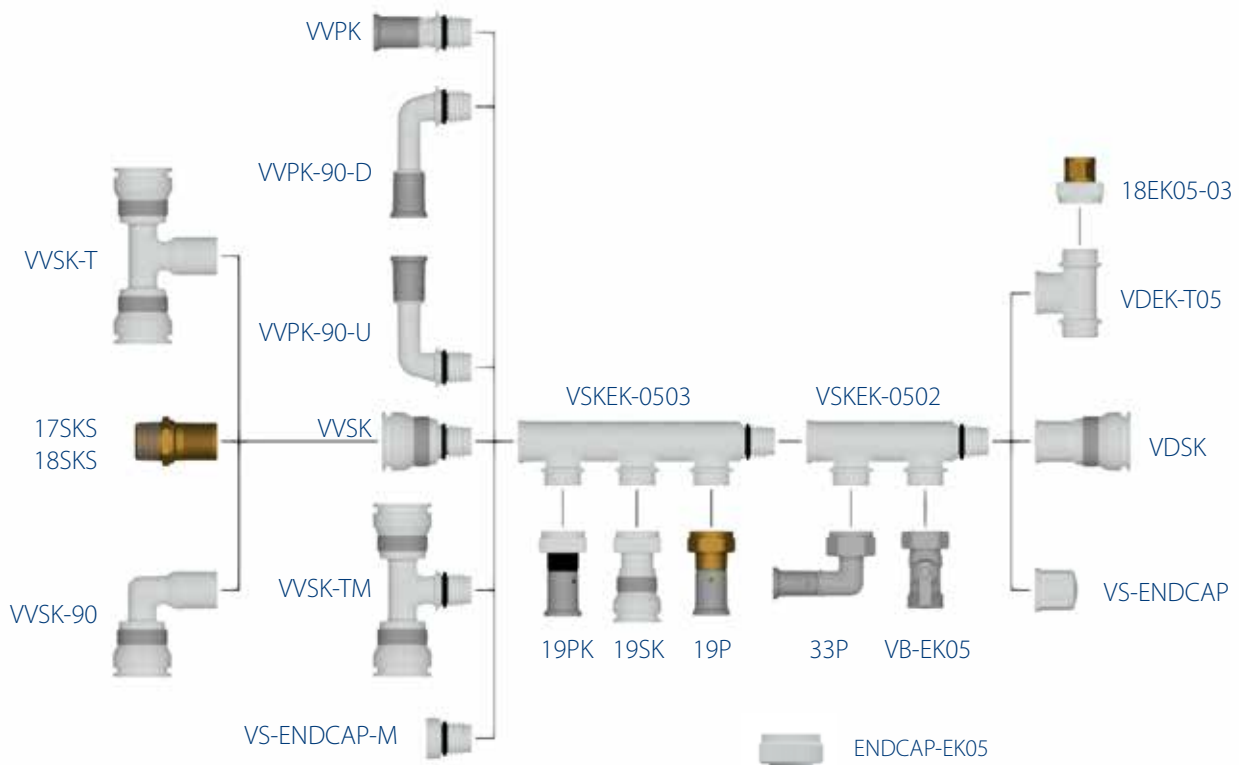 VVPK
VVPK-90-D
18EK05-03
VVSK-T
VDEK-T05
VVPK-90-U
VSKEK-0503
VSKEK-0502
17SKS
18SKS
VVSK
VDSK
VVSK-TM
VVSK-90
VS-ENDCAP
19PK
19SK
19P
33P
VB-EK05
VS-ENDCAP-M
ENDCAP-EK05